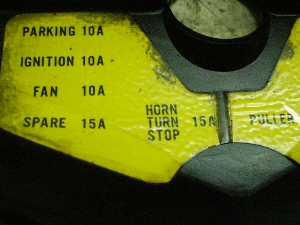 PARKING 10A
IGNITION 10A
FAN 10A
SPARE 15A
HORN
TURN 15A
STOP
PULLER